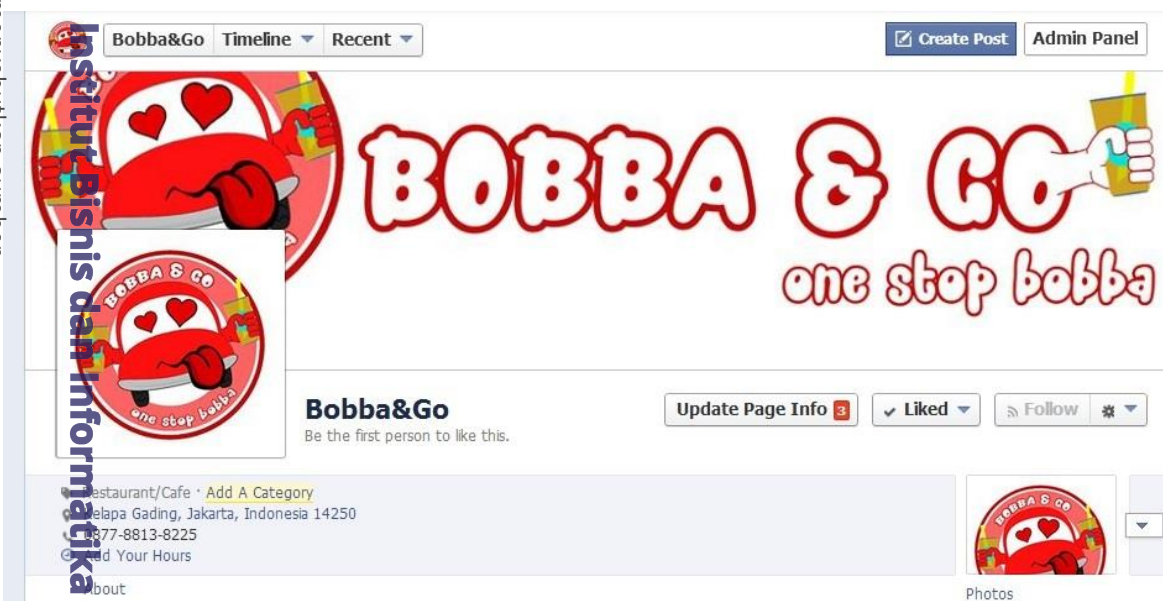 Bobba&Go Timeline Recent
Create Post Admin Panel
BOBBA & GO
one stop bobba
BOBBA & GO
one stop bobba
Bobba&Go
Be the first person to like this.
Update Page Info 3 Liked Follow
Restaurant/Cafe · Add A Category
Kelapa Gading, Jakarta, Indonesia 14250
0877-8813-8225
Add Your Hours
About
BOBBA & GO
Photos
Institut Bisnis dan Informatika